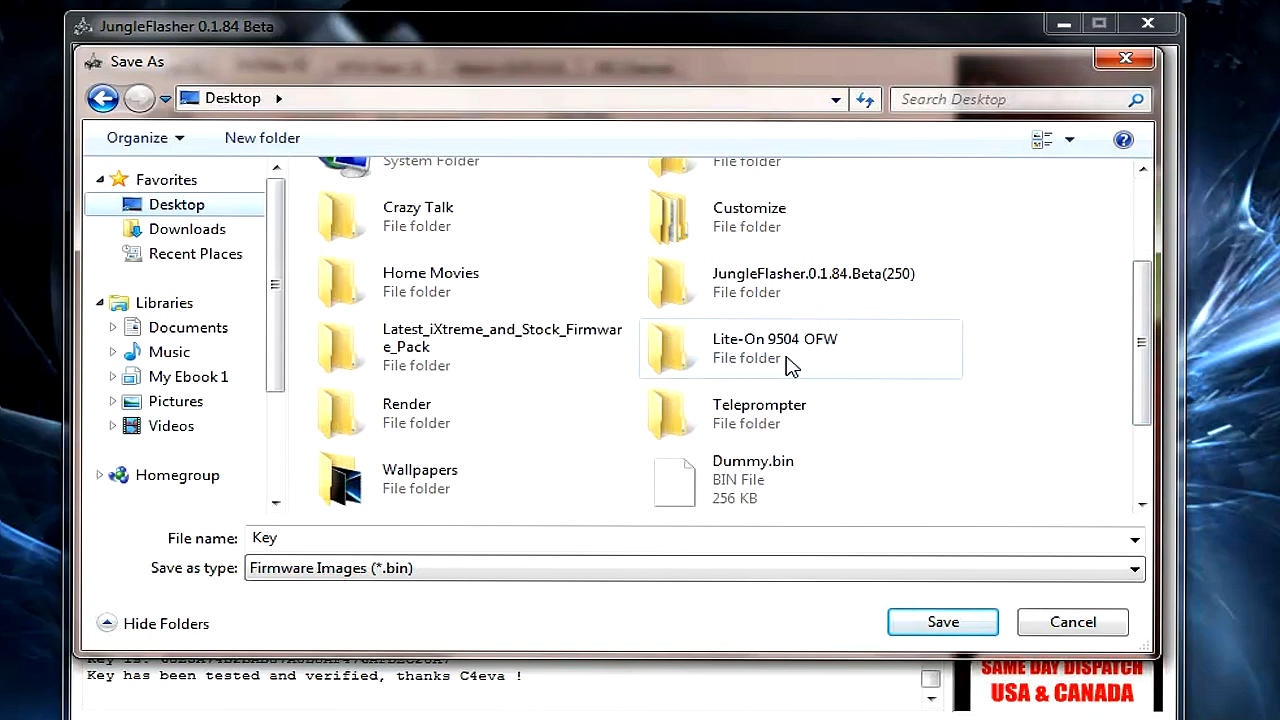 JungleFlasher 0.1.84 Beta
Save As
Desktop
Search Desktop
Organize
New folder
System Folder
File folder
Favorites
Desktop
Downloads
Recent Places
Libraries
Documents
Music
My Ebook 1
Pictures
Videos
Homegroup
Crazy Talk
File folder
Customize
File folder
Home Movies
File folder
JungleFlasher.0.1.84.Beta(250)
File folder
Latest_iXtreme_and_Stock_Firmwar
e_Pack
File folder
Lite-On 9504 OFW
File folder
Render
File folder
Teleprompter
File folder
Wallpapers
File folder
Dummy.bin
BIN File
256 KB
File name: Key
Save as type: Firmware Images (*.bin)
Hide Folders
Save
Cancel
Key has been tested and verified, thanks C4eva !
SAME DAY DISPATCH
USA & CANADA